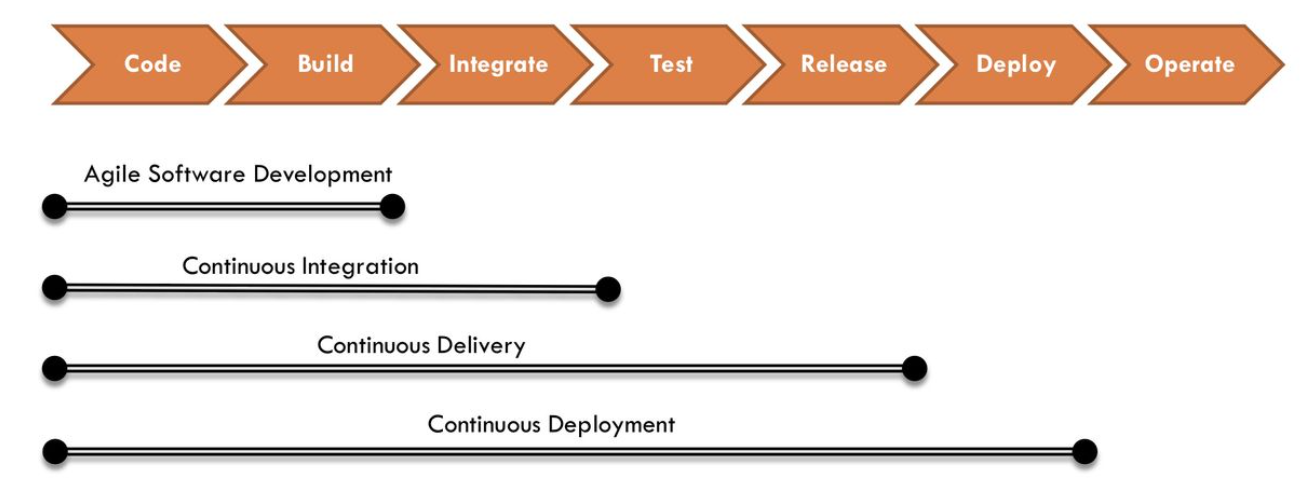 Code Build Integrate Test Release Deploy Operate
Agile Software Development
Continuous Integration
Continuous Delivery
Continuous Deployment